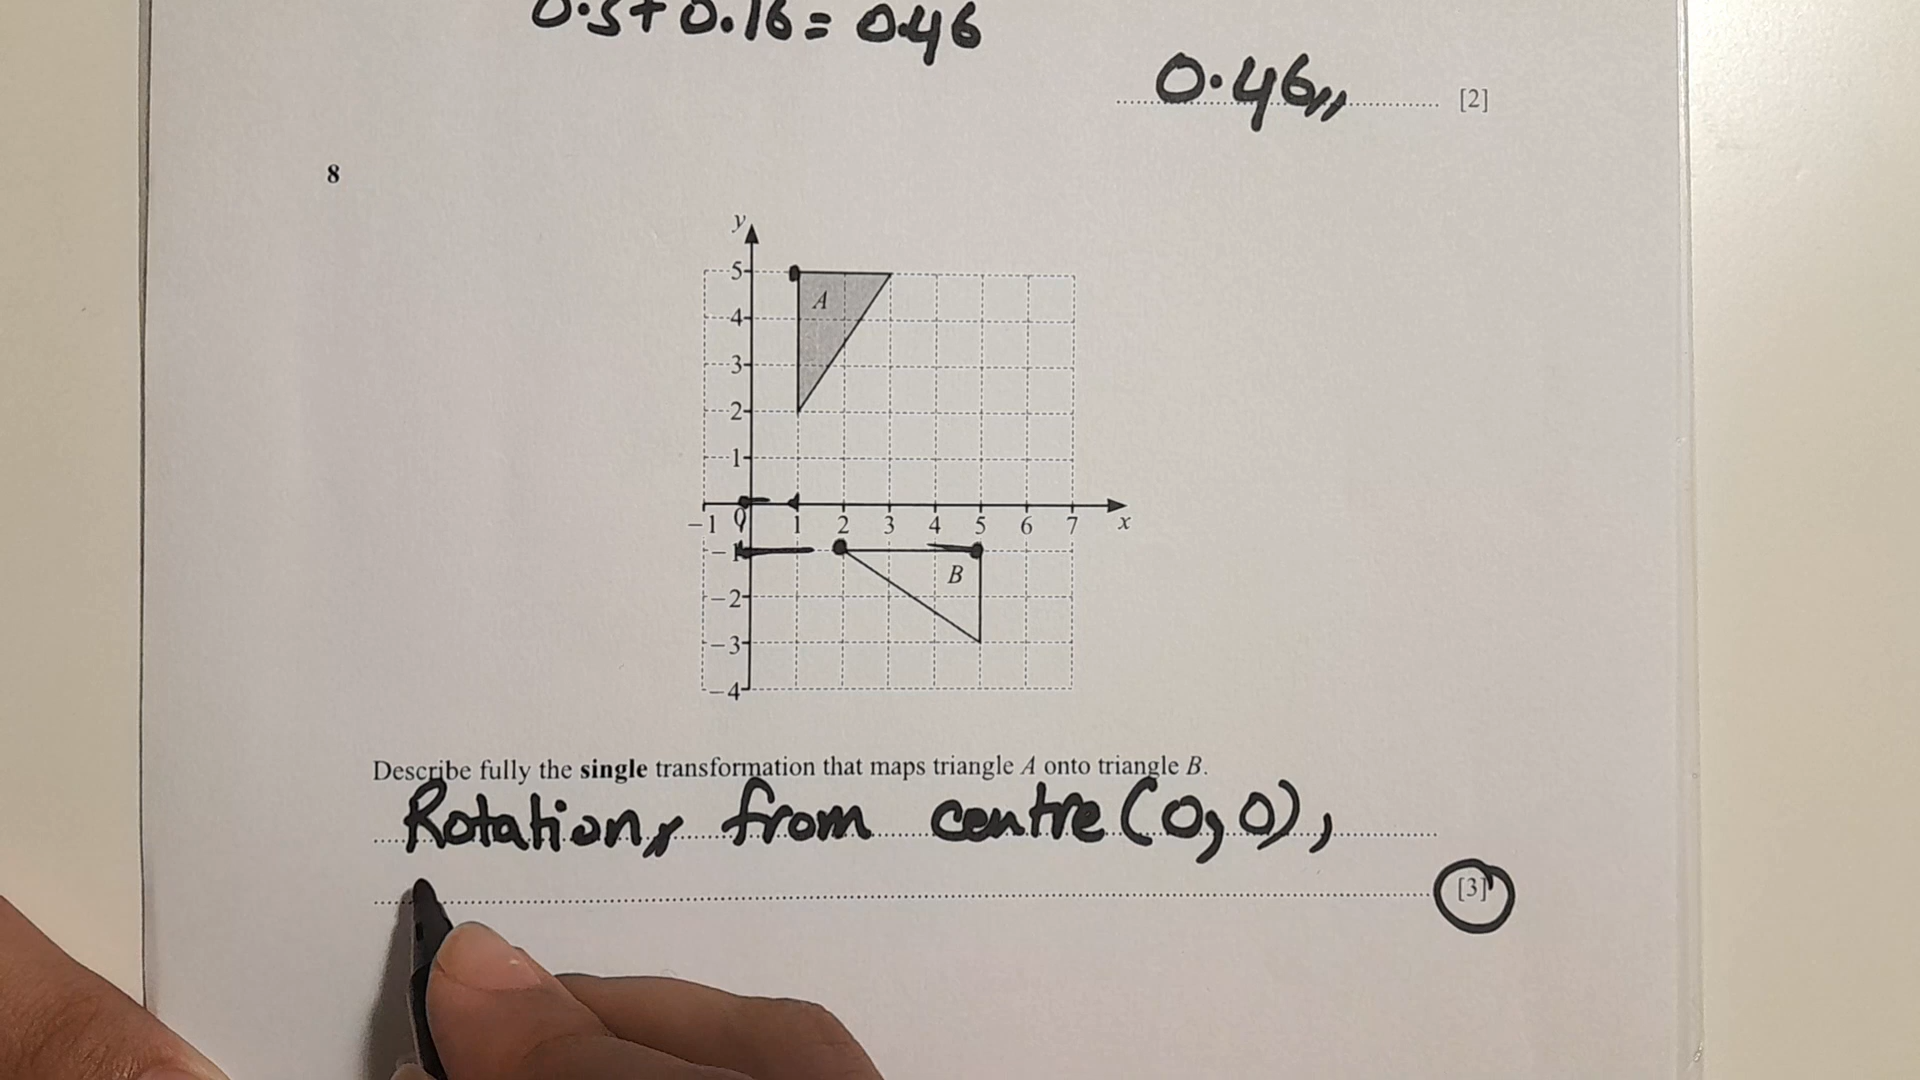 0.3+0.16= 0.46
0.46,, [2]
8
y
5
A
4
3
2
1
-1 0 1 2 3 4 5 6 7 x
-1
B
-2
-3
-4
Describe fully the single transformation that maps triangle A onto triangle B.
Rotation, from centre (0,0),
[3]